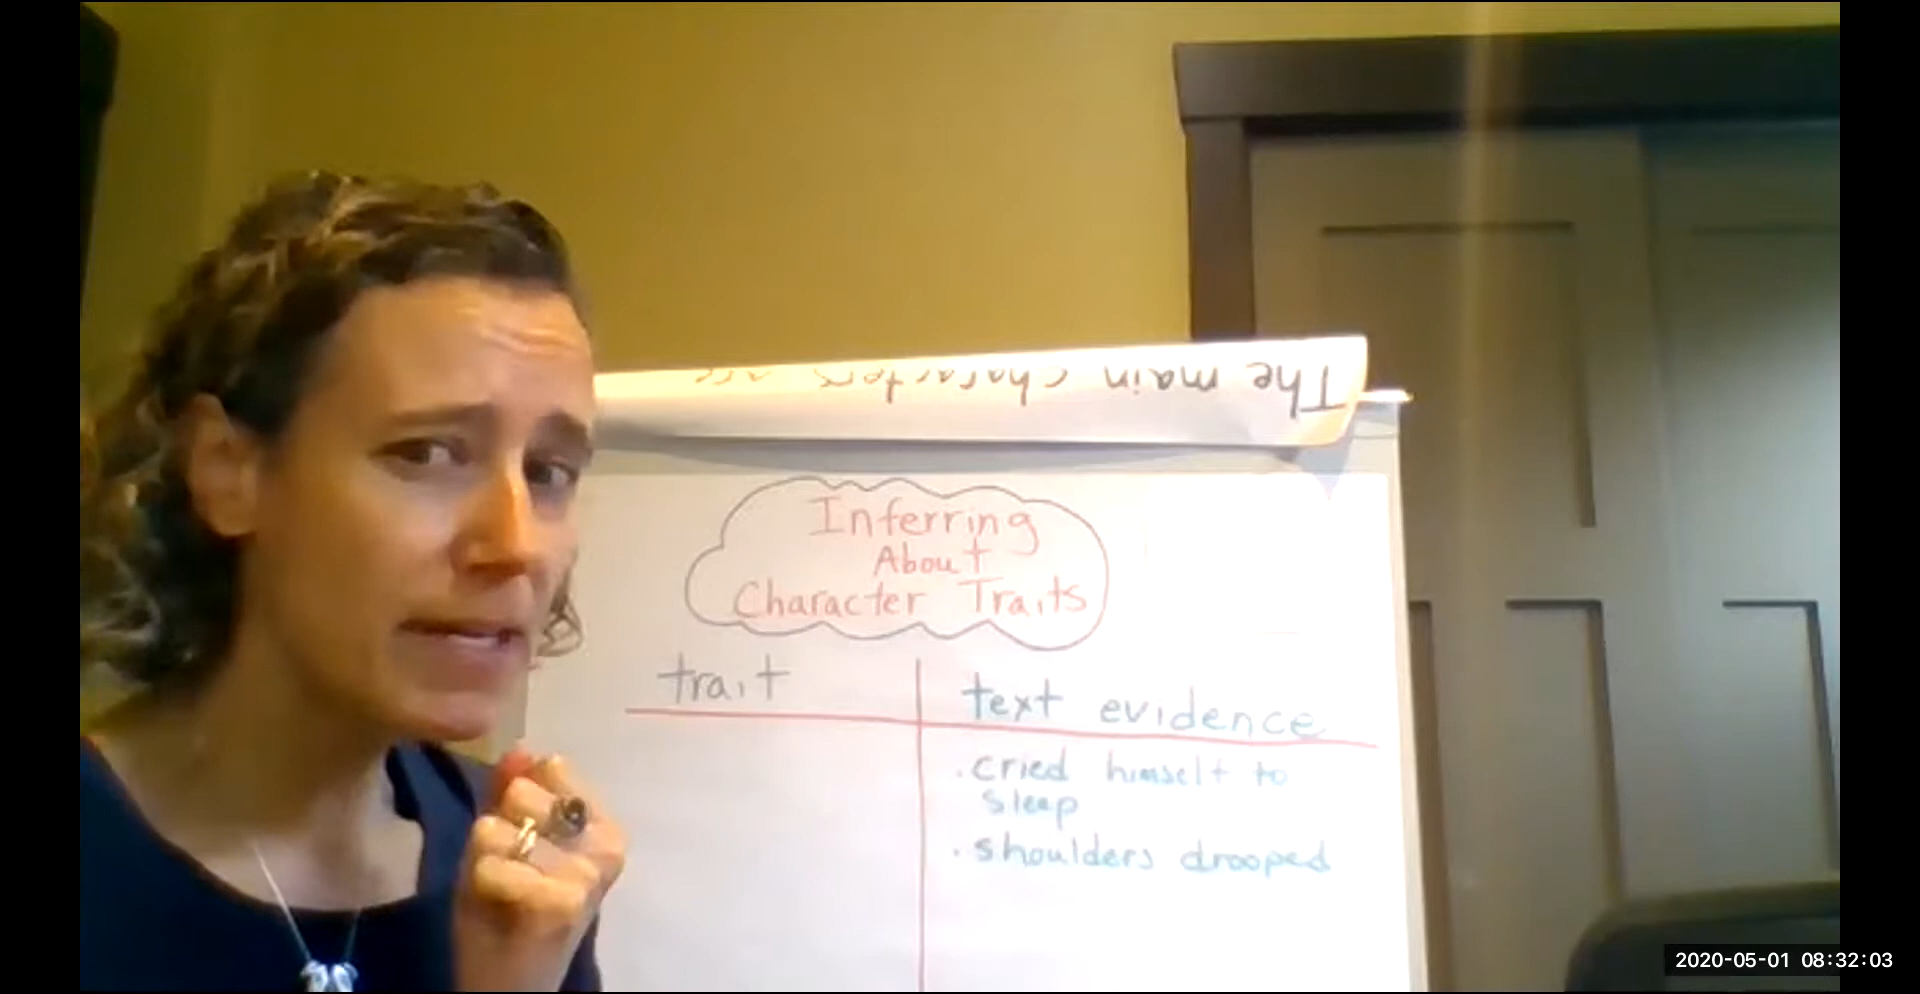 The main characters are
Inferring
About
Character Traits
trait
text evidence
. cried himself to
sleep
. shoulders drooped
2020-05-01 08:32:03